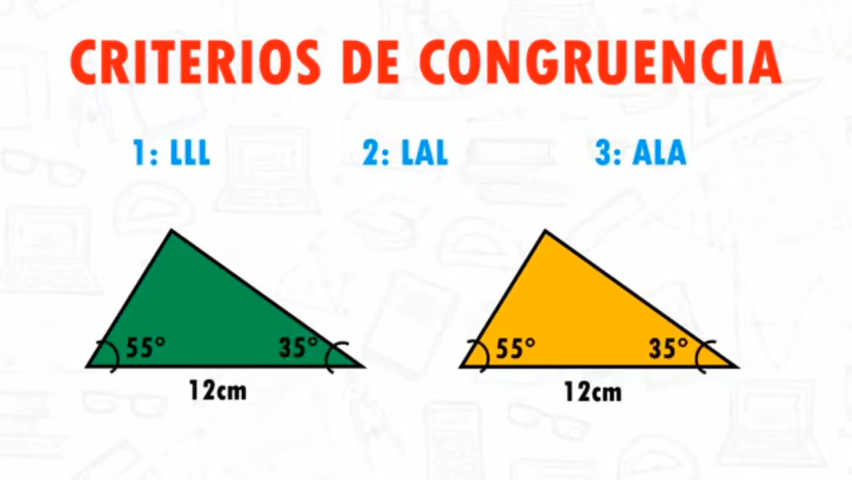 CRITERIOS DE CONGRUENCIA
1: LLL 2: LAL 3: ALA
55° 35° 55° 35°
12cm 12cm